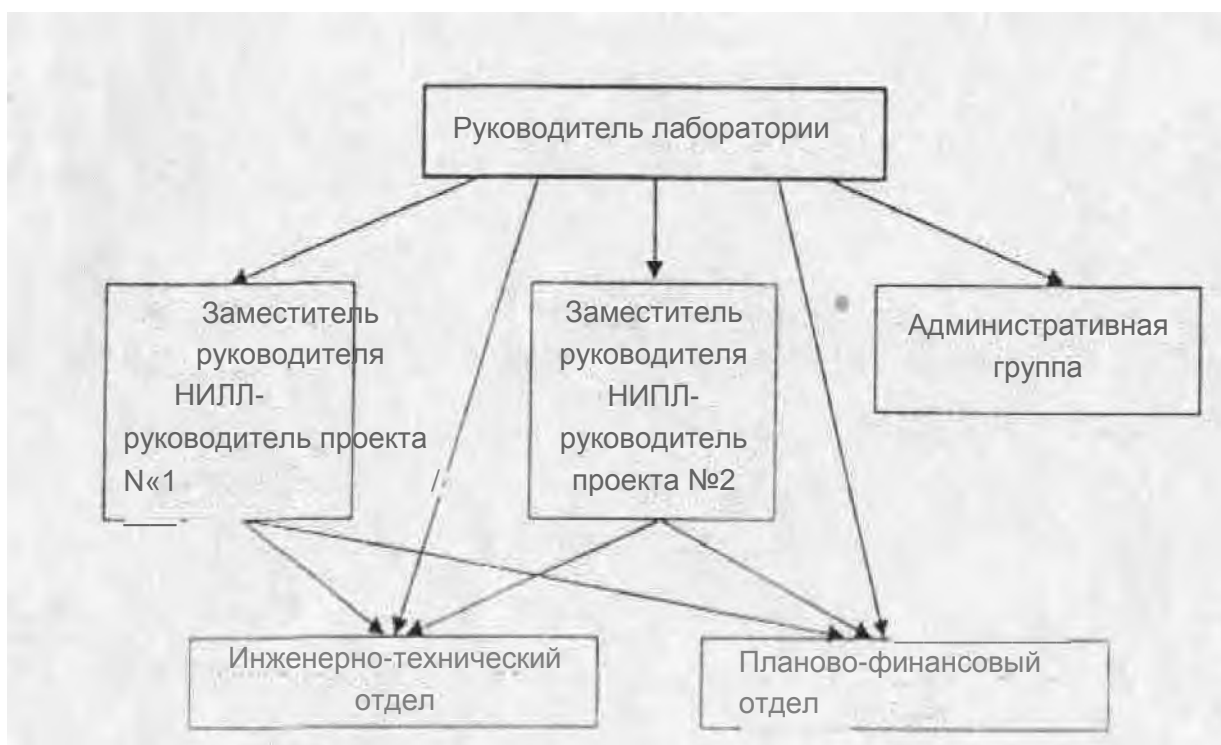 Руководитель лаборатории
Заместитель
руководителя
НИЛЛ-
руководитель проекта
N«1
Заместитель
руководителя
НИПЛ-
руководитель
проекта №2
Административная
группа
Инженерно-технический
отдел
Планово-финансовый
отдел